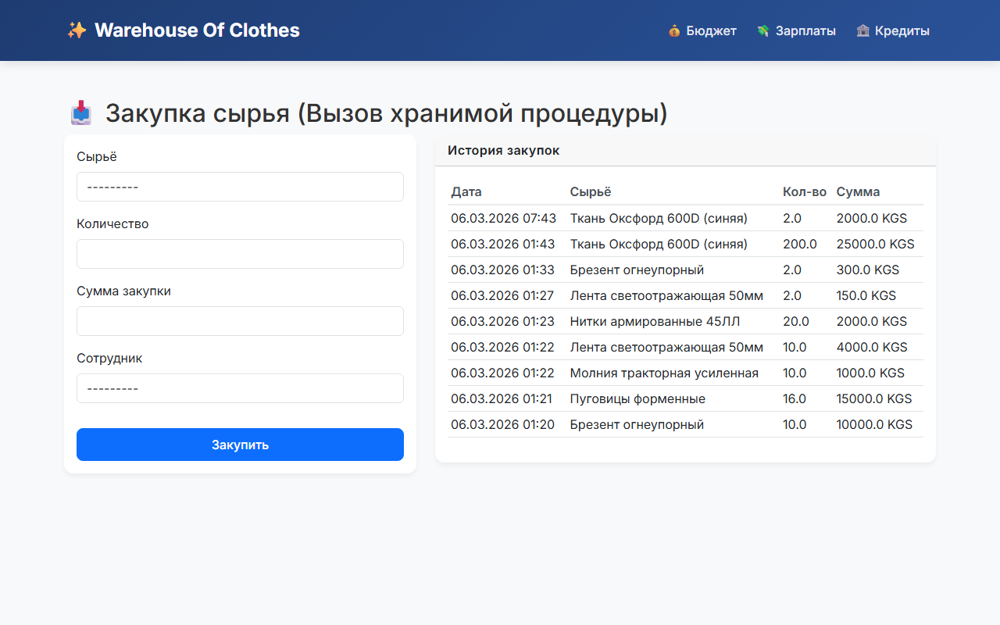 ✨ Warehouse Of Clothes
💰 Бюджет 💸 Зарплаты 🏦 Кредиты
📥 Закупка сырья (Вызов хранимой процедуры)
Сырьё
---------
Количество
Сумма закупки
Сотрудник
---------
Закупить
История закупок
Дата Сырьё Кол-во Сумма
06.03.2026 07:43 Ткань Оксфорд 600D (синяя) 2.0 2000.0 KGS
06.03.2026 01:43 Ткань Оксфорд 600D (синяя) 200.0 25000.0 KGS
06.03.2026 01:33 Брезент огнеупорный 2.0 300.0 KGS
06.03.2026 01:27 Лента светоотражающая 50мм 2.0 150.0 KGS
06.03.2026 01:23 Нитки армированные 45ЛЛ 20.0 2000.0 KGS
06.03.2026 01:22 Лента светоотражающая 50мм 10.0 4000.0 KGS
06.03.2026 01:22 Молния тракторная усиленная 10.0 1000.0 KGS
06.03.2026 01:21 Пуговицы форменные 16.0 15000.0 KGS
06.03.2026 01:20 Брезент огнеупорный 10.0 10000.0 KGS